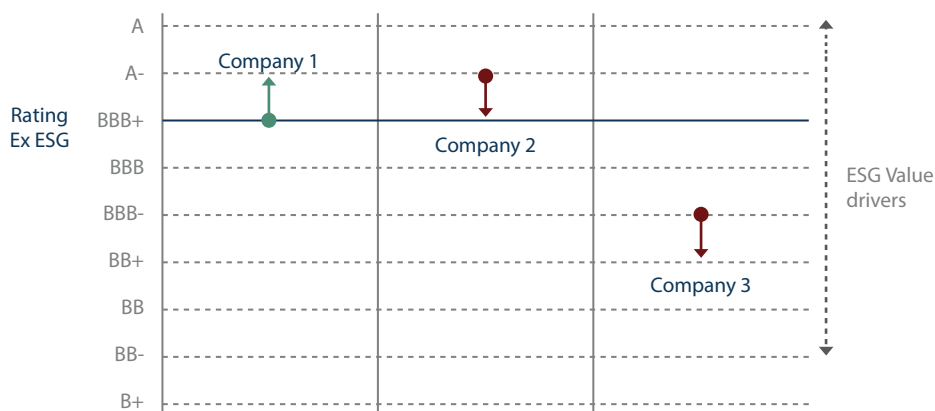 A
Company 1
A-
Rating
Ex ESG
BBB+
Company 2
BBB
ESG Value
drivers
BBB-
BB+
Company 3
BB
BB-
B+